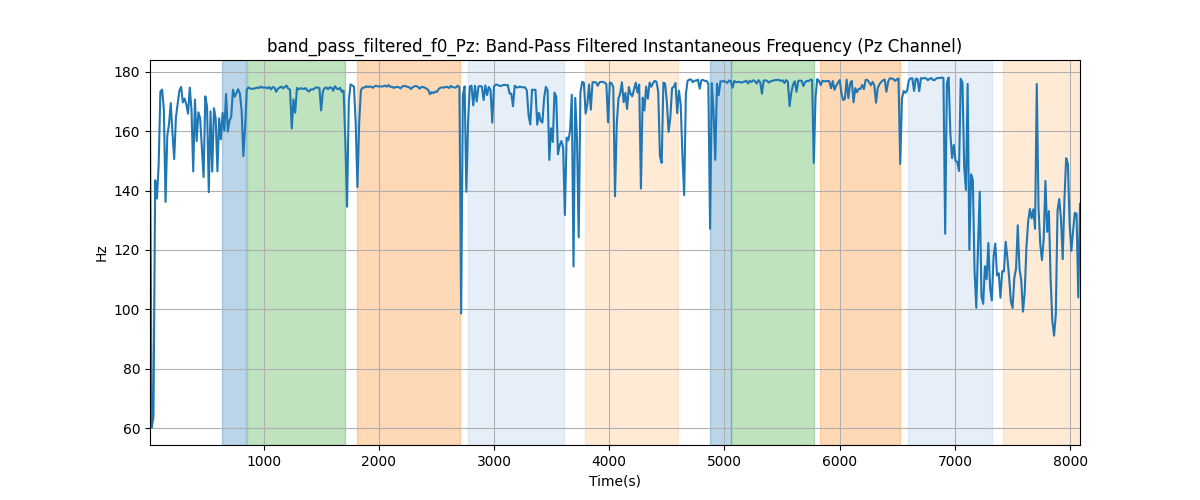 band_pass_filtered_f0_Pz: Band-Pass Filtered Instantaneous Frequency (Pz Channel)
180
160
140
120
100
80
60
Hz
1000 2000 3000 4000 5000 6000 7000 8000
Time(s)